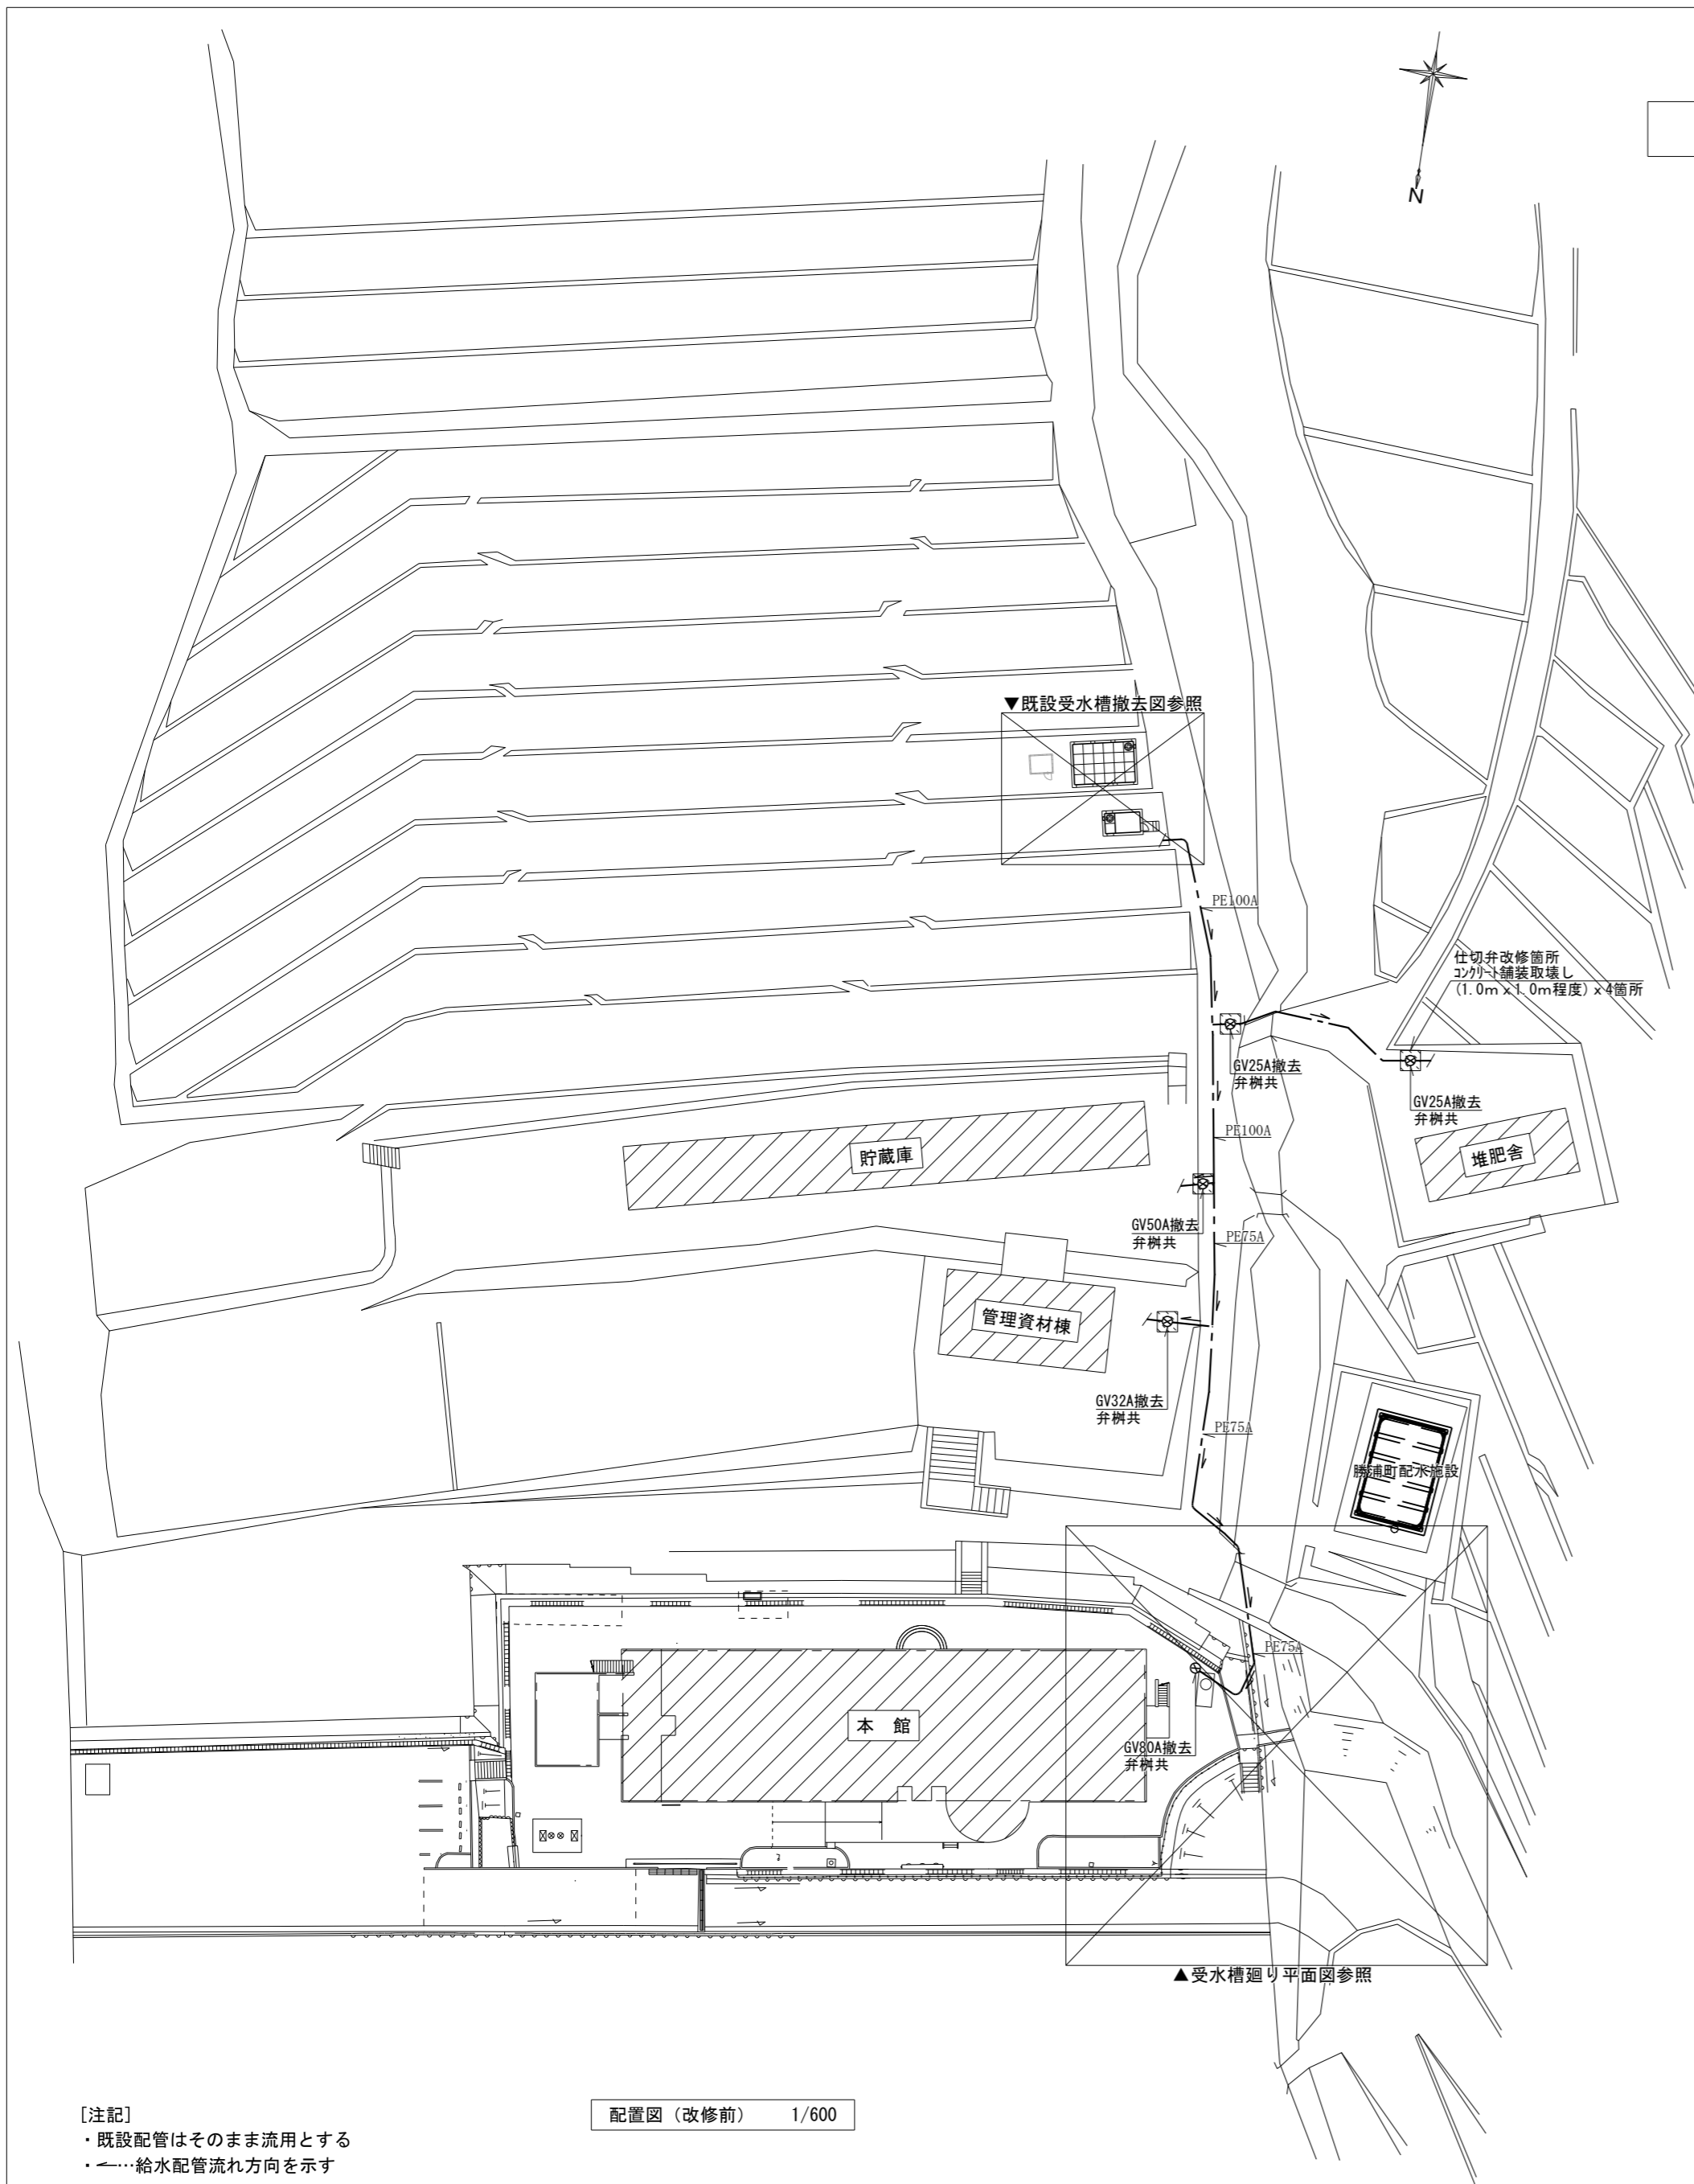 N
▼既設受水槽撤去図参照
PE100A
仕切弁改修箇所
コンクリート舗装取壊し
(1.0m x 1.0m程度) x 4箇所
GV25A撤去
弁桝共
GV25A撤去
弁桝共
PE100A
貯蔵庫
堆肥舎
GV50A撤去
弁桝共
PE75A
管理資材棟
GV32A撤去
弁桝共
PE75A
勝浦町配水施設
PE75A
本　館
GV80A撤去
弁桝共
▲受水槽廻り平面図参照
[注記]
・既設配管はそのまま流用とする
・←…給水配管流れ方向を示す
配置図（改修前）　1/600